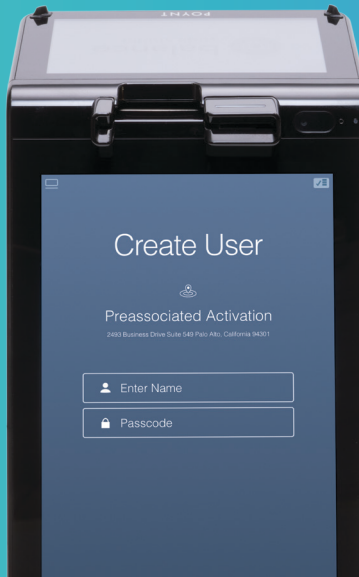 POYNT
Create User
Preassociated Activation
2493 Business Drive Suite 549 Palo Alto, California 94301
Enter Name
Passcode